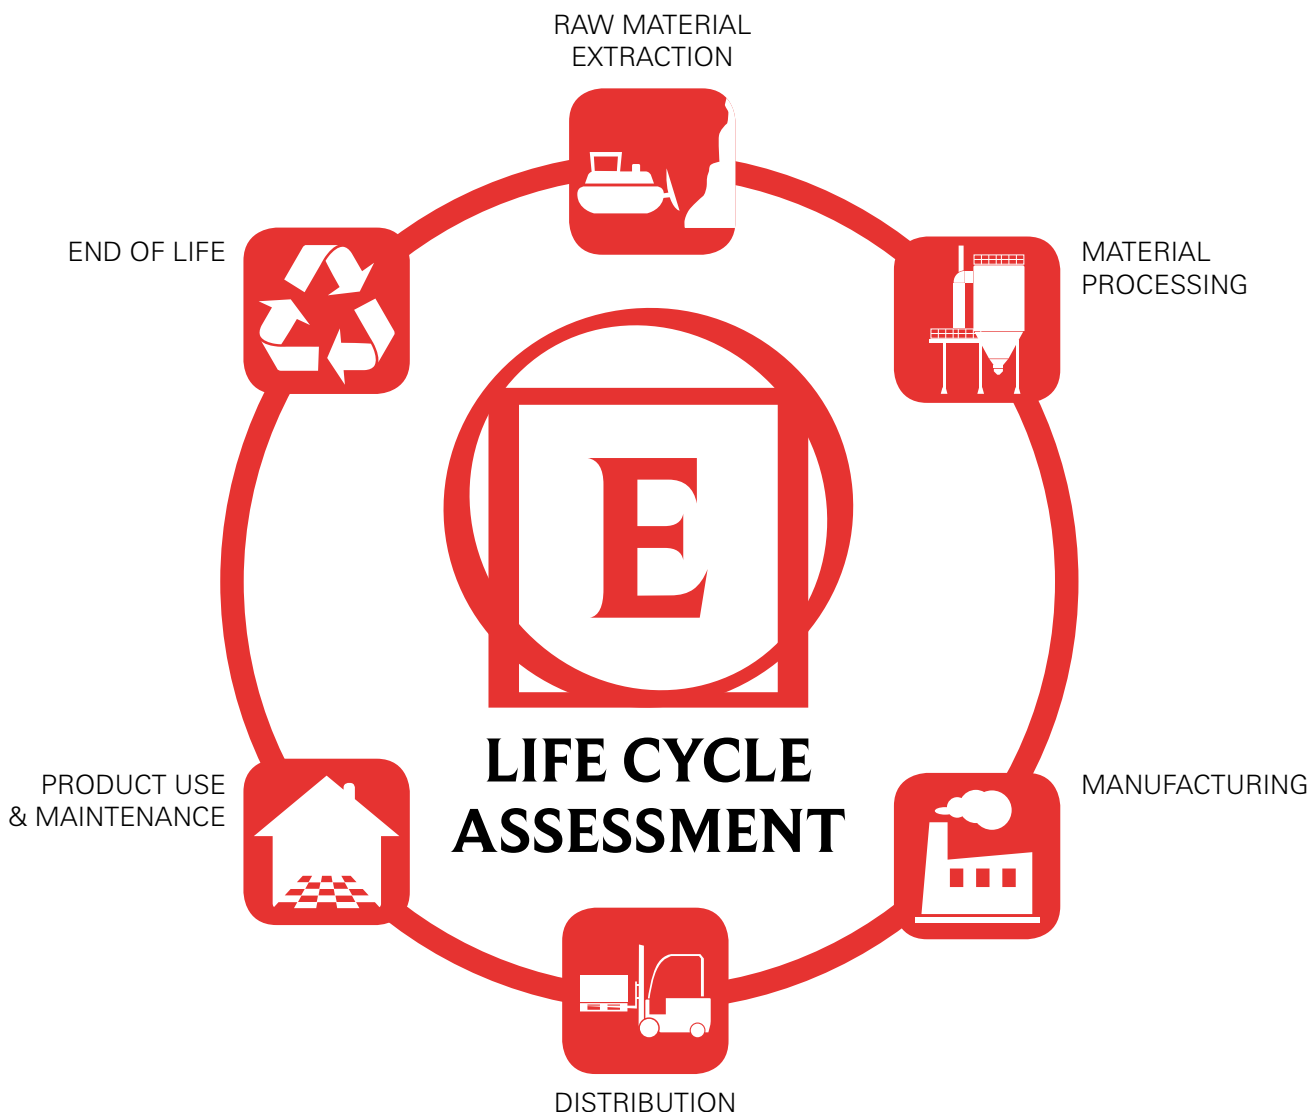 RAW MATERIAL
EXTRACTION
END OF LIFE
MATERIAL
PROCESSING
E
LIFE CYCLE
ASSESSMENT
PRODUCT USE
& MAINTENANCE
MANUFACTURING
DISTRIBUTION